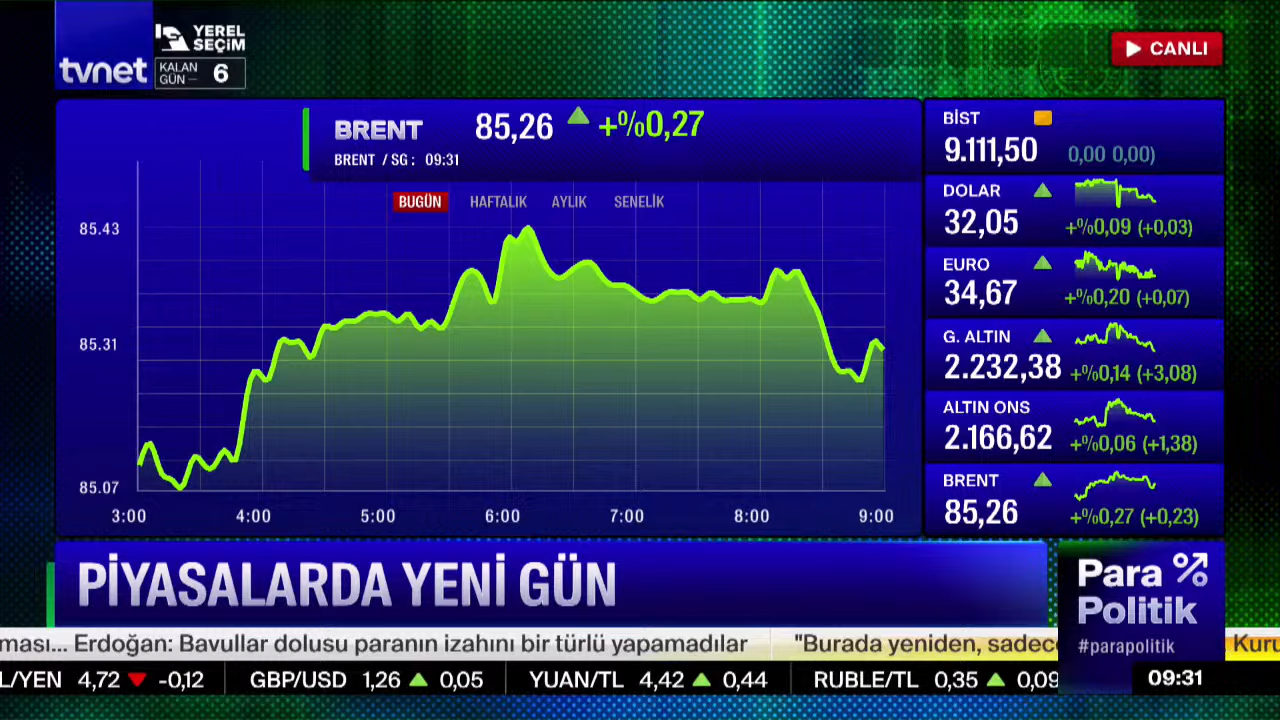 tvnet
YEREL
SEÇİM
KALAN
GÜN
6
CANLI
BRENT 85,26 +%0,27
BRENT / SG : 09:31
BUGÜN HAFTALIK AYLIK SENELİK
85.43
85.31
85.07
3:00 4:00 5:00 6:00 7:00 8:00 9:00
BİST
9.111,50 0,00 0,00)
DOLAR
32,05 +%0,09 (+0,03)
EURO
34,67 +%0,20 (+0,07)
G. ALTIN
2.232,38 +%0,14 (+3,08)
ALTIN ONS
2.166,62 +%0,06 (+1,38)
BRENT
85,26 +%0,27 (+0,23)
PİYASALARDA YENİ GÜN
Para %
Politik
#parapolitik
ması... Erdoğan: Bavullar dolusu paranın izahını bir türlü yapamadılar "Burada yeniden, sadece Kuru
L/YEN 4,72 -0,12 GBP/USD 1,26 0,05 YUAN/TL 4,42 0,44 RUBLE/TL 0,35 0,09 09:31